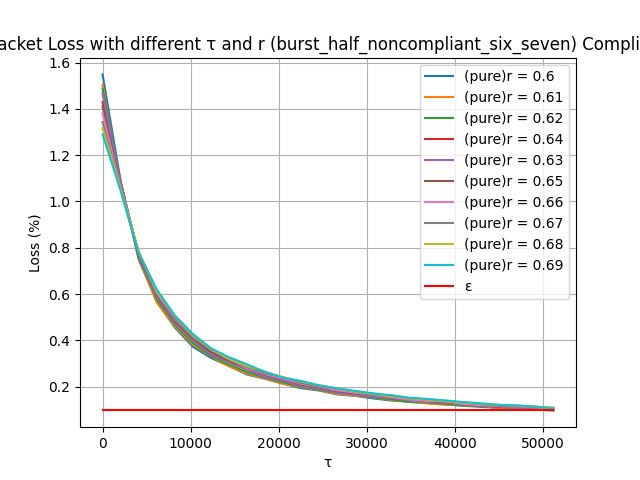 acket Loss with different τ and r (burst_half_noncompliant_six_seven) Compli
1.6
1.4
1.2
1.0
0.8
0.6
0.4
0.2
Loss (%)
(pure)r = 0.6
(pure)r = 0.61
(pure)r = 0.62
(pure)r = 0.64
(pure)r = 0.63
(pure)r = 0.65
(pure)r = 0.66
(pure)r = 0.67
(pure)r = 0.68
(pure)r = 0.69
ε
0 10000 20000 30000 40000 50000
τ